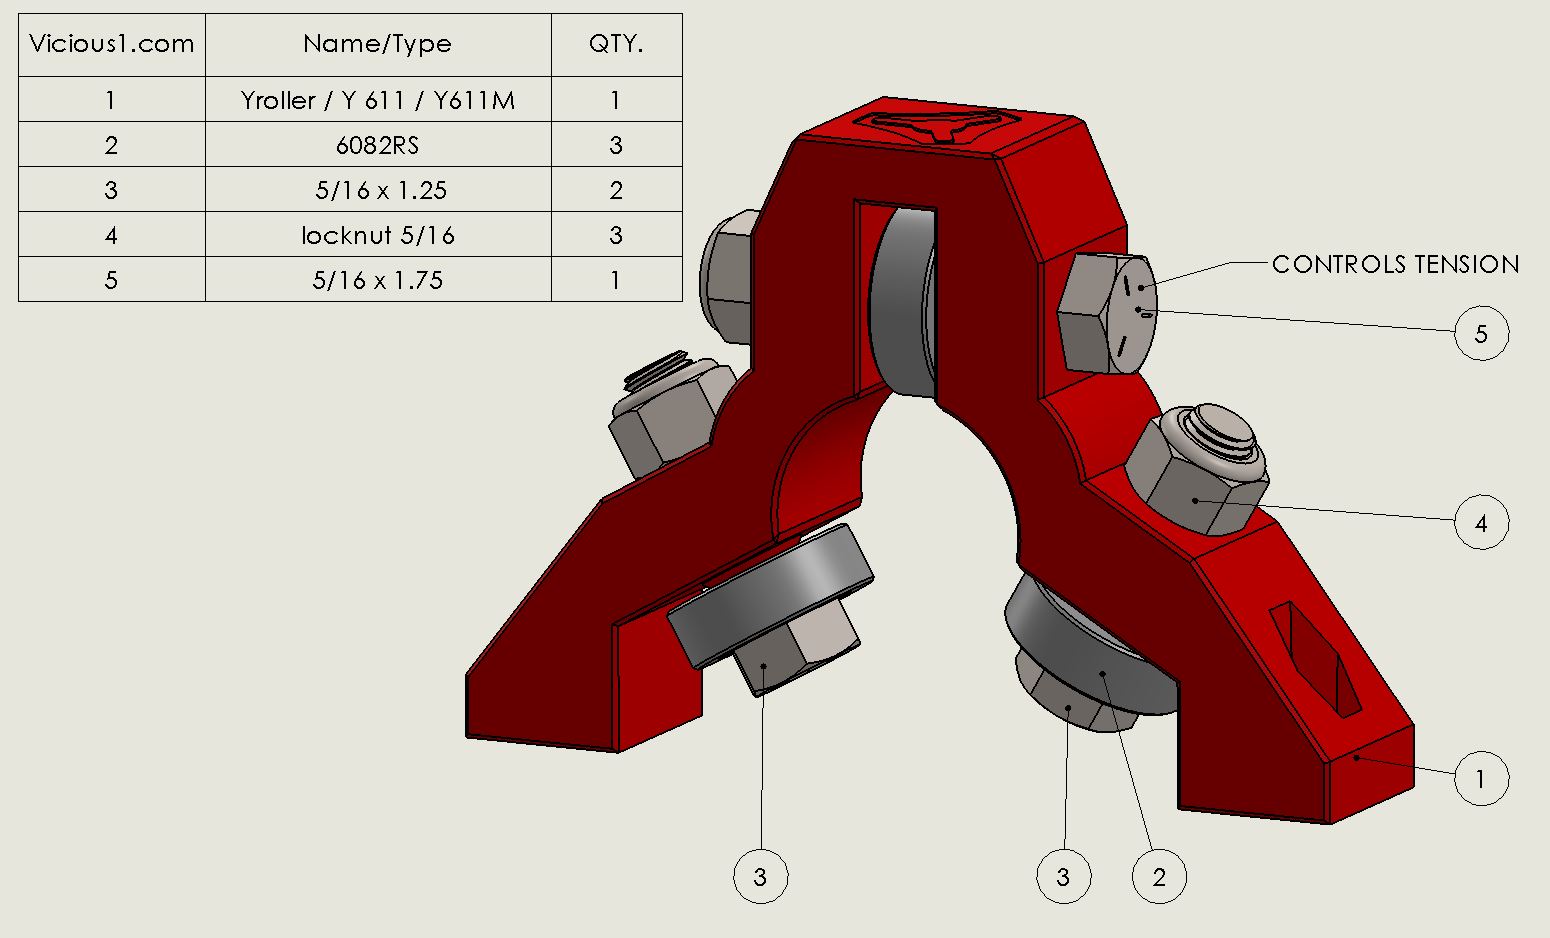 Vicious1.com Name/Type QTY.
1 Yroller / Y 611 / Y611M 1
2 6082RS 3
3 5/16 x 1.25 2
4 locknut 5/16 3
5 5/16 x 1.75 1
CONTROLS TENSION
5
4
1
3
3
2